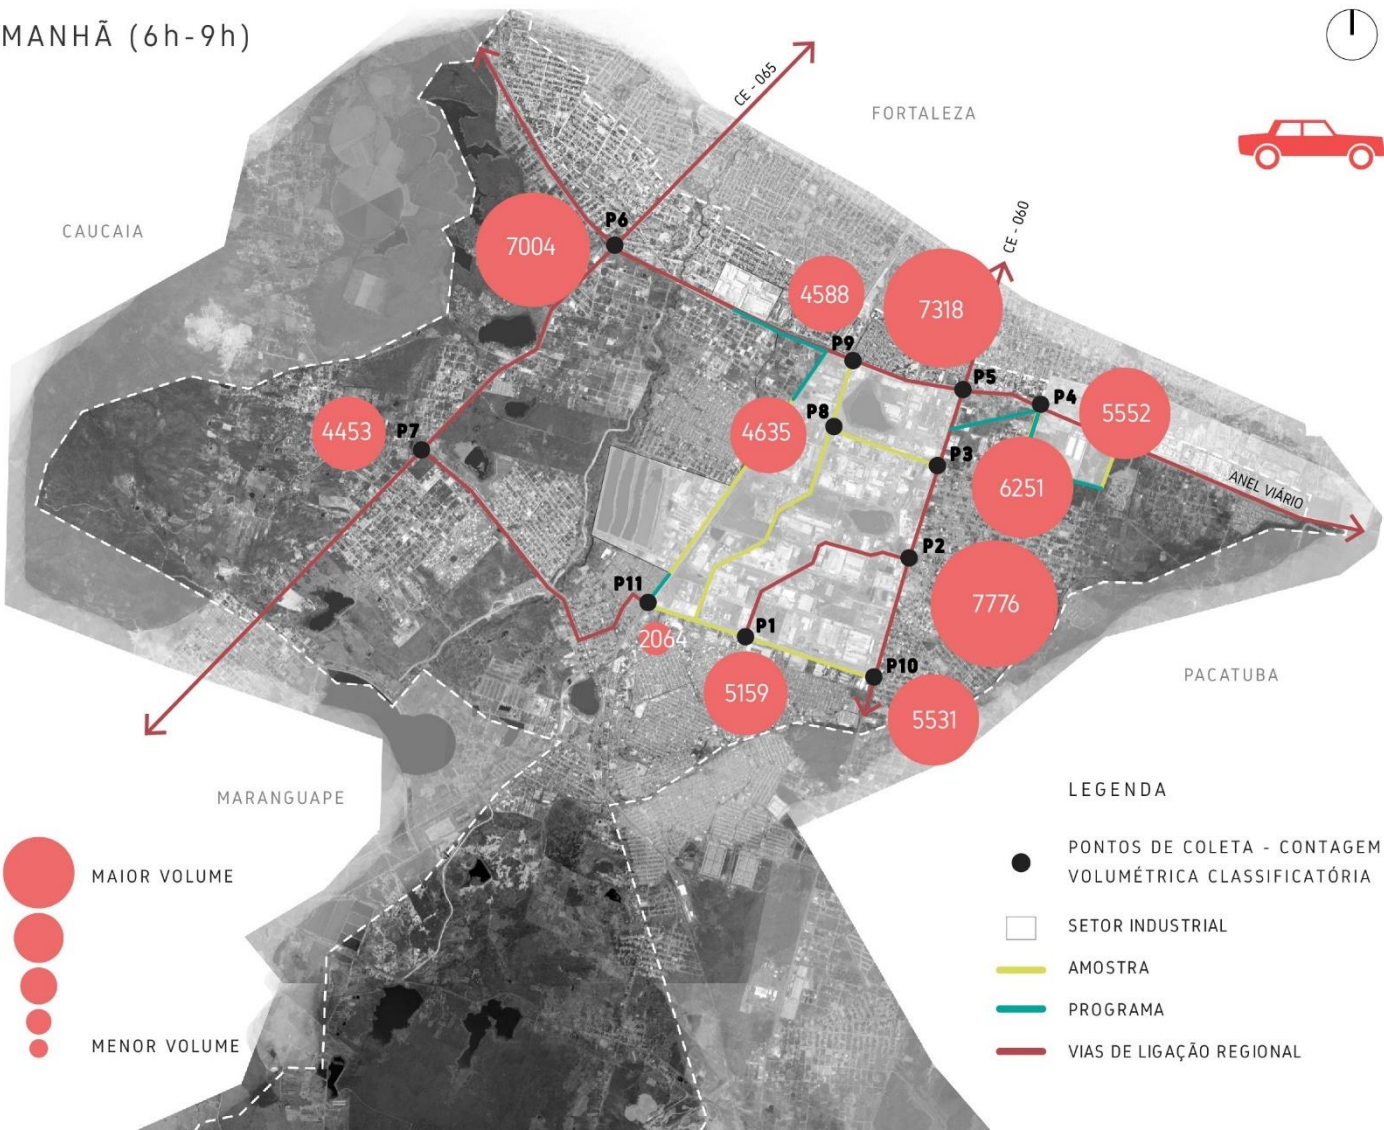 MANHÃ (6h-9h)
CE - 065
FORTALEZA
CAUCAIA
CE - 060
P6
7004
4588
7318
P9
P5
P4
5552
4453
P7
4635
P8
P3
6251
ANEL VIÁRIO
P2
7776
P11
2064
P1
5159
P10
5531
PACATUBA
MARANGUAPE
MAIOR VOLUME
MENOR VOLUME
LEGENDA
PONTOS DE COLETA - CONTAGEM
VOLUMÉTRICA CLASSIFICATÓRIA
SETOR INDUSTRIAL
AMOSTRA
PROGRAMA
VIAS DE LIGAÇÃO REGIONAL